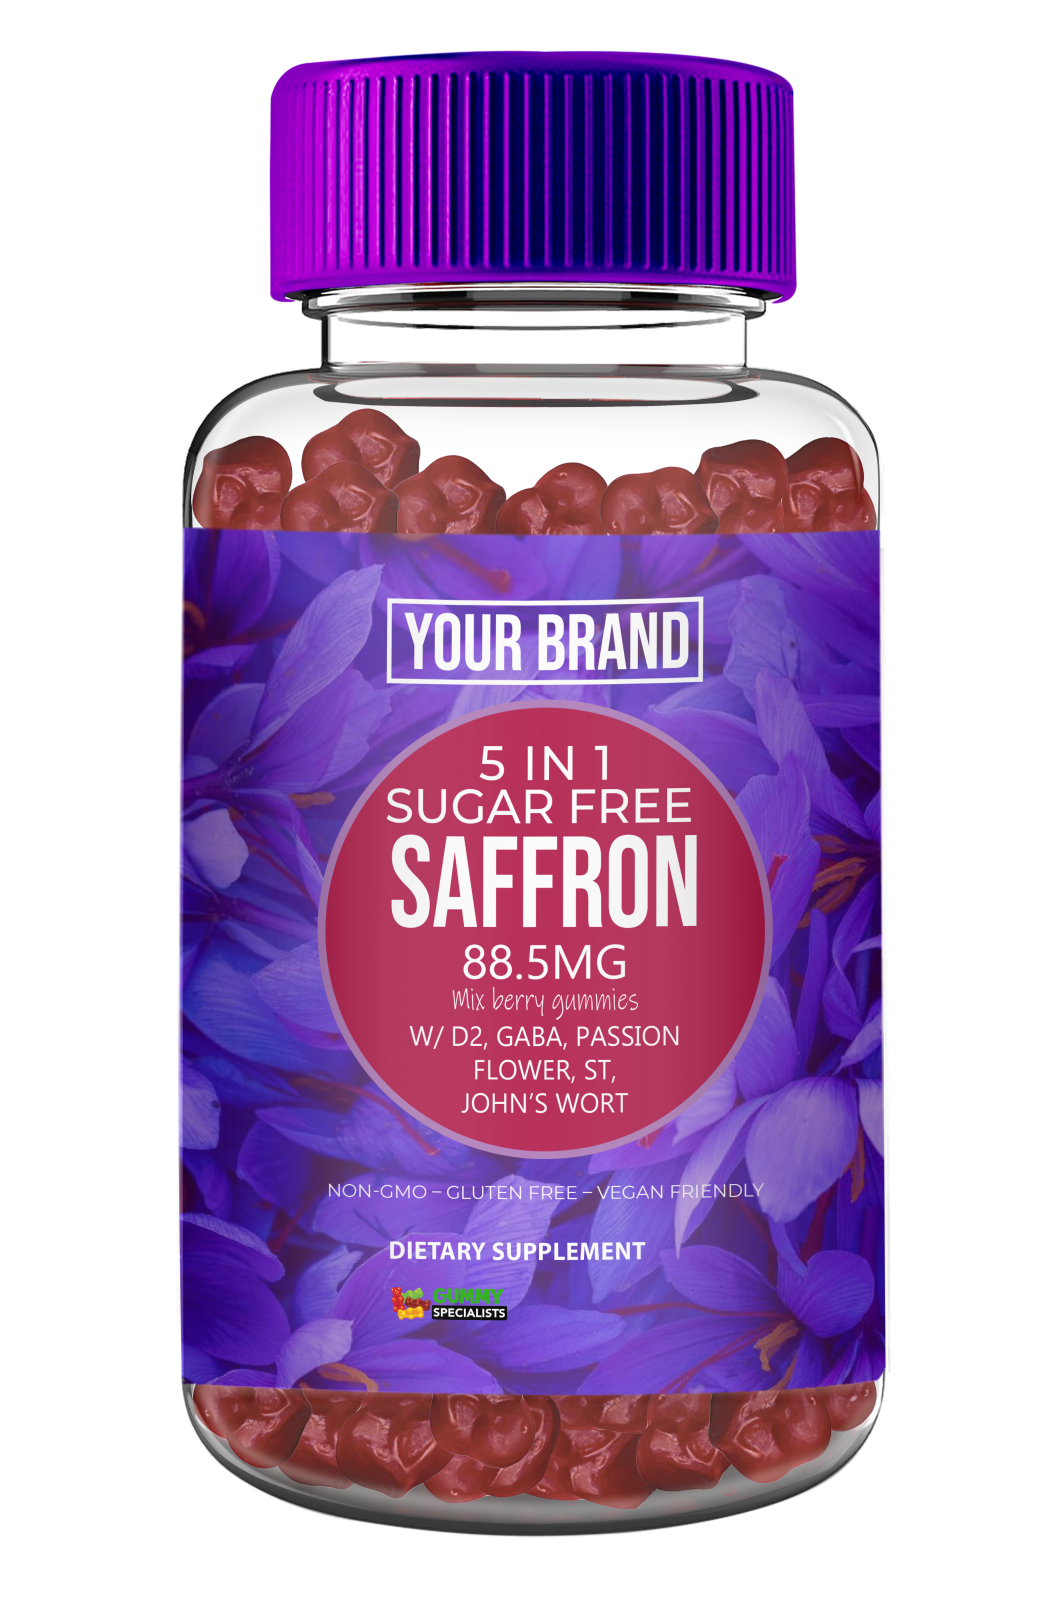 YOUR BRAND
5 IN 1
SUGAR FREE
SAFFRON
88.5MG
Mix berry gummies
W/ D2, GABA, PASSION
FLOWER, ST,
JOHN'S WORT
NON-GMO – GLUTEN FREE – VEGAN FRIENDLY
DIETARY SUPPLEMENT
GUMMY
SPECIALISTS